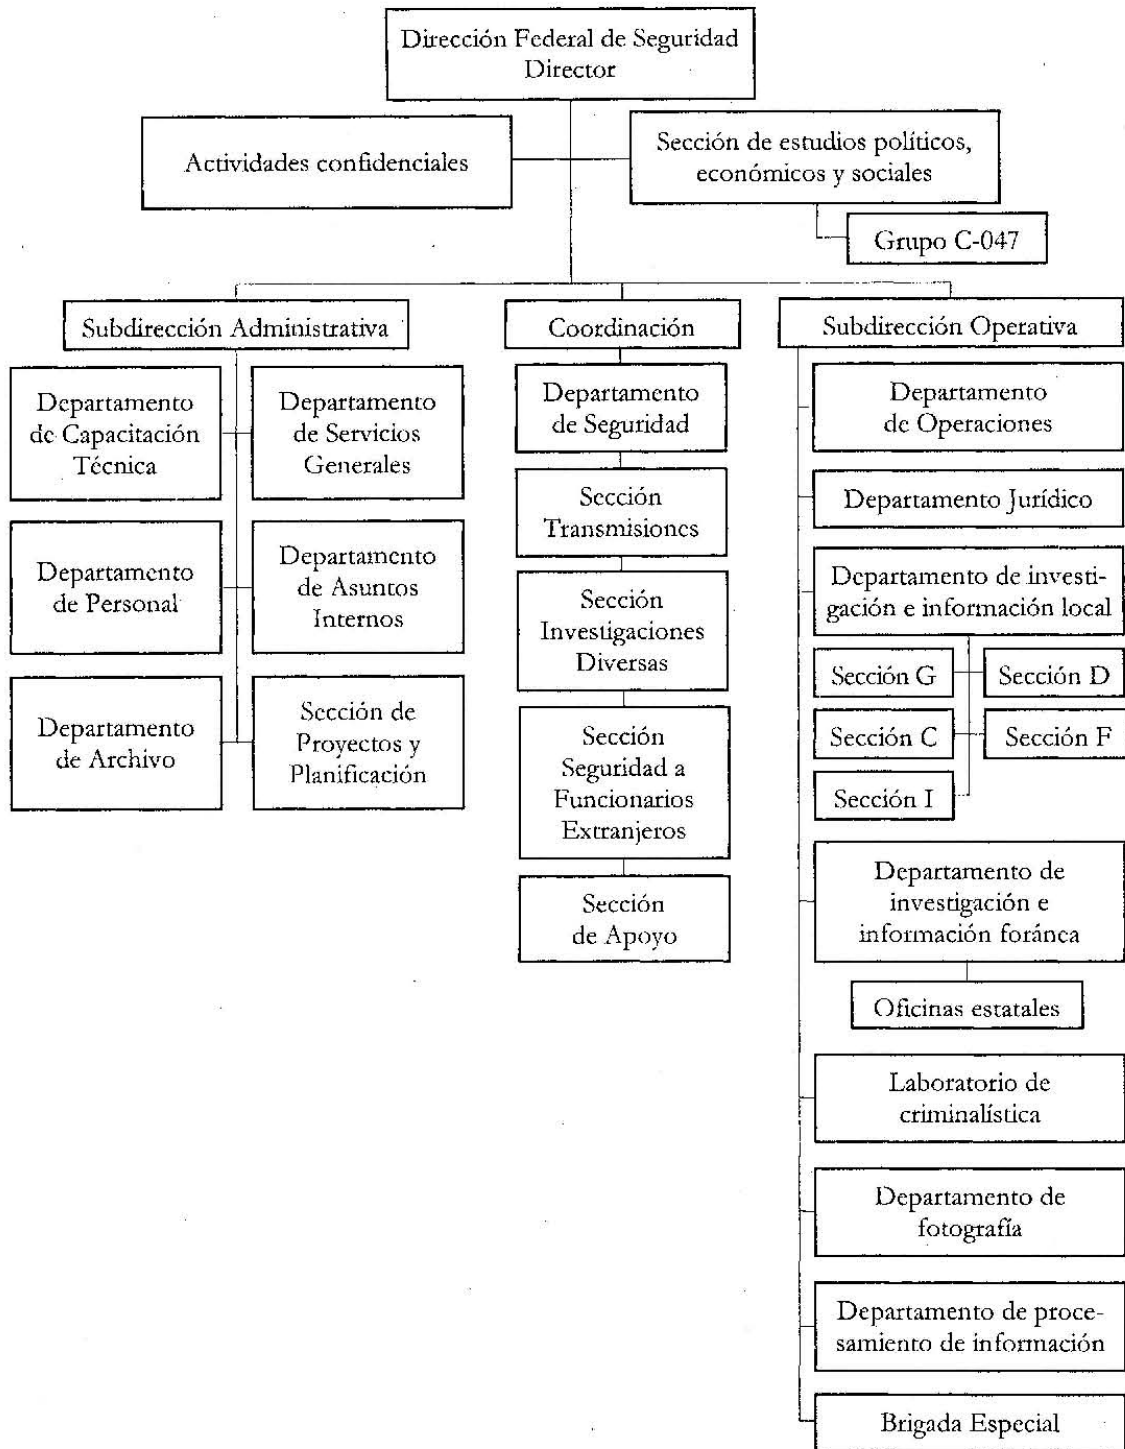 Dirección Federal de Seguridad
Director
Actividades confidenciales
Sección de estudios políticos,
económicos y sociales
Grupo C-047
Subdirección Administrativa
Departamento
de Capacitación
Técnica
Departamento
de Servicios
Generales
Departamento
de Personal
Departamento
de Asuntos
Internos
Departamento
de Archivo
Sección de
Proyectos y
Planificación
Coordinación
Departamento
de Seguridad
Sección
Transmisiones
Sección
Investigaciones
Diversas
Sección
Seguridad a
Funcionarios
Extranjeros
Sección
de Apoyo
Subdirección Operativa
Departamento
de Operaciones
Departamento Jurídico
Departamento de investi-
gación e información local
Sección G
Sección D
Sección C
Sección F
Sección I
Departamento de
investigación e
información foránea
Oficinas estatales
Laboratorio de
criminalística
Departamento de
fotografía
Departamento de proce-
samiento de información
Brigada Especial